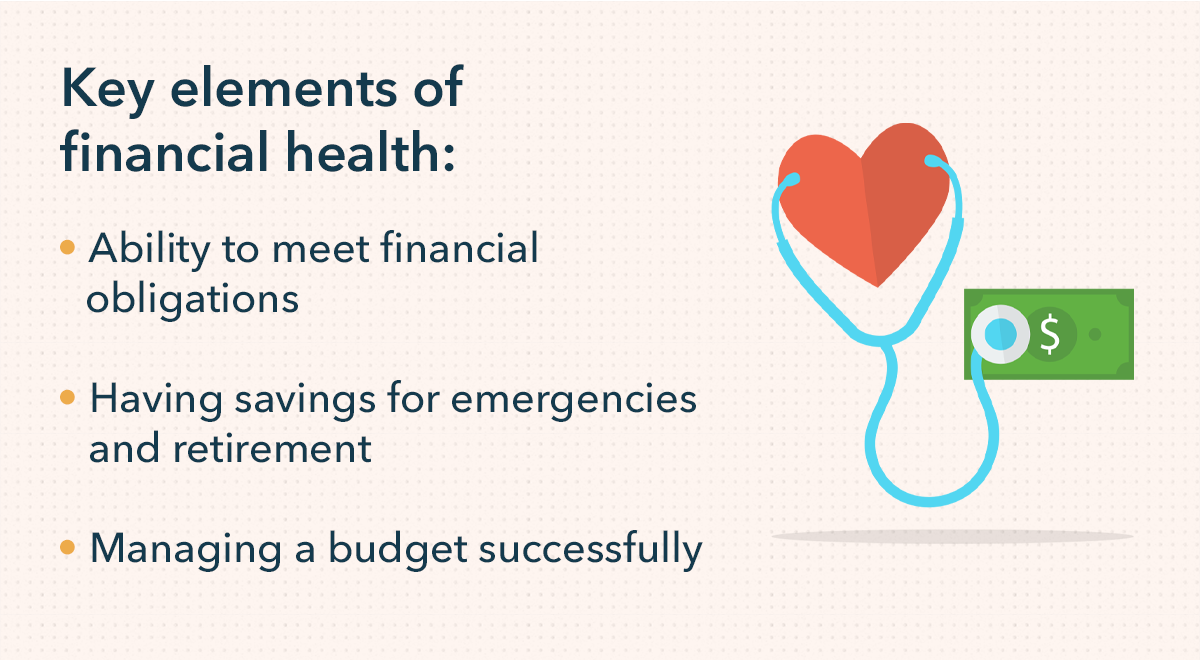 Key elements of
financial health:
• Ability to meet financial
obligations
• Having savings for emergencies
and retirement
• Managing a budget successfully
$